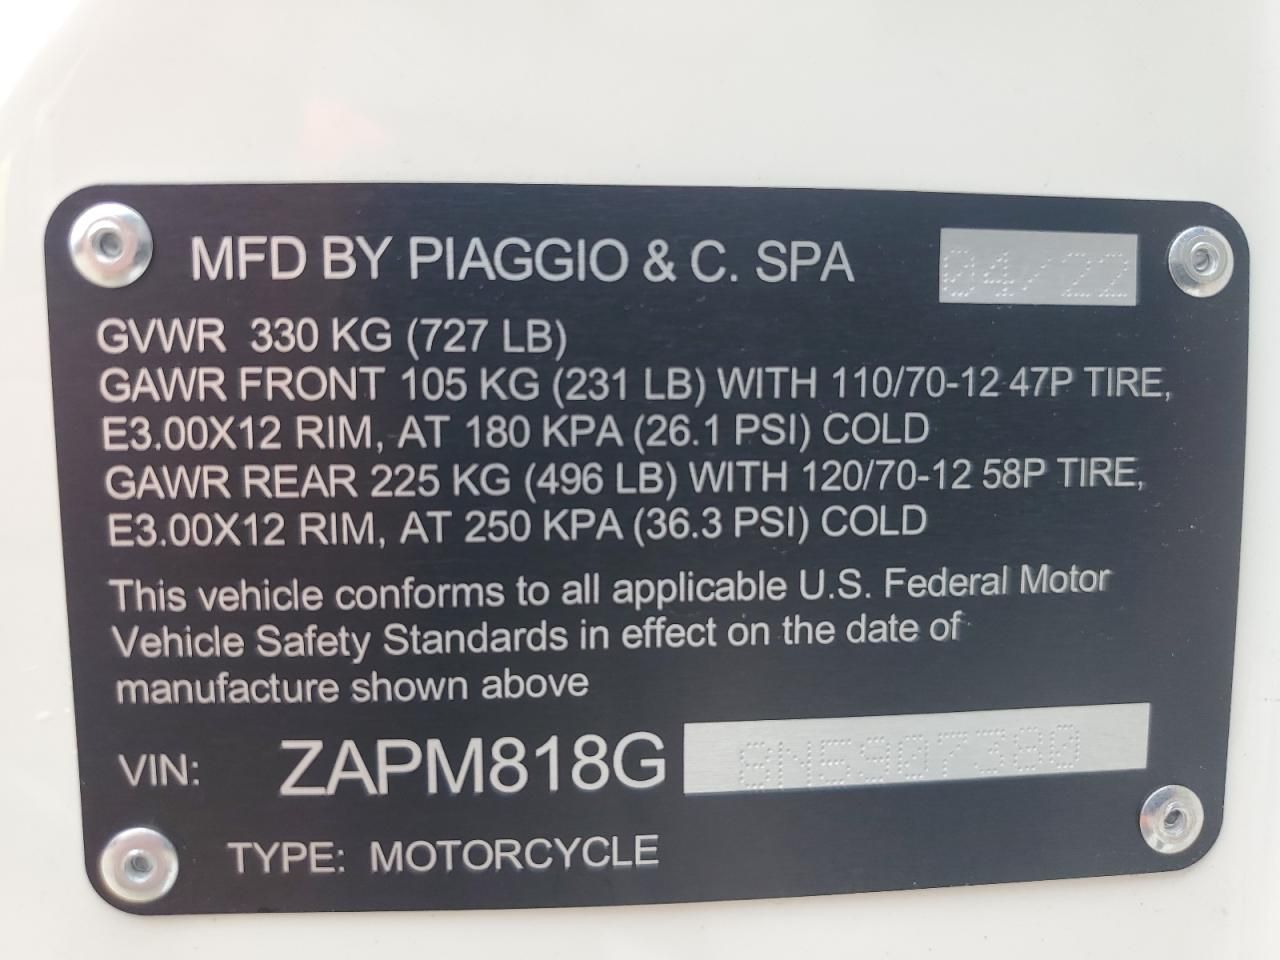 MFD BY PIAGGIO & C. SPA 04/22
GVWR 330 KG (727 LB)
GAWR FRONT 105 KG (231 LB) WITH 110/70-12 47P TIRE,
E3.00X12 RIM, AT 180 KPA (26.1 PSI) COLD
GAWR REAR 225 KG (496 LB) WITH 120/70-12 58P TIRE,
E3.00X12 RIM, AT 250 KPA (36.3 PSI) COLD
This vehicle conforms to all applicable U.S. Federal Motor
Vehicle Safety Standards in effect on the date of
manufacture shown above
VIN: ZAPM818G 8N5907380
TYPE: MOTORCYCLE